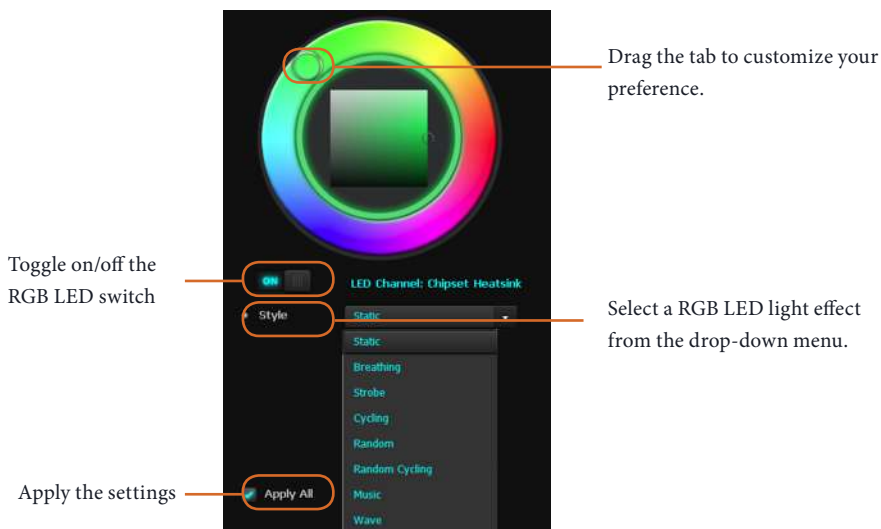 Drag the tab to customize your
preference.
Toggle on/off the
RGB LED switch
ON
LED Channel: Chipset Heatsink
Style
Static
Select a RGB LED light effect
from the drop-down menu.
Static
Breathing
Strobe
Cycling
Random
Random Cycling
Apply the settings
Apply All
Music
Wave